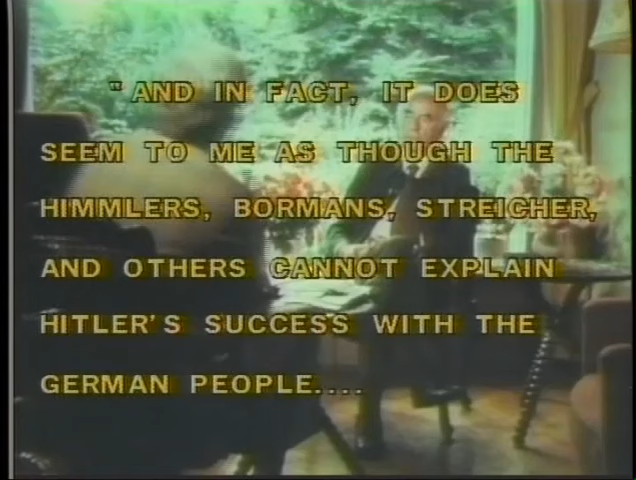 "AND IN FACT, IT DOES
SEEM TO ME AS THOUGH THE
HIMMLERS, BORMANS, STREICHER,
AND OTHERS CANNOT EXPLAIN
HITLER'S SUCCESS WITH THE
GERMAN PEOPLE....